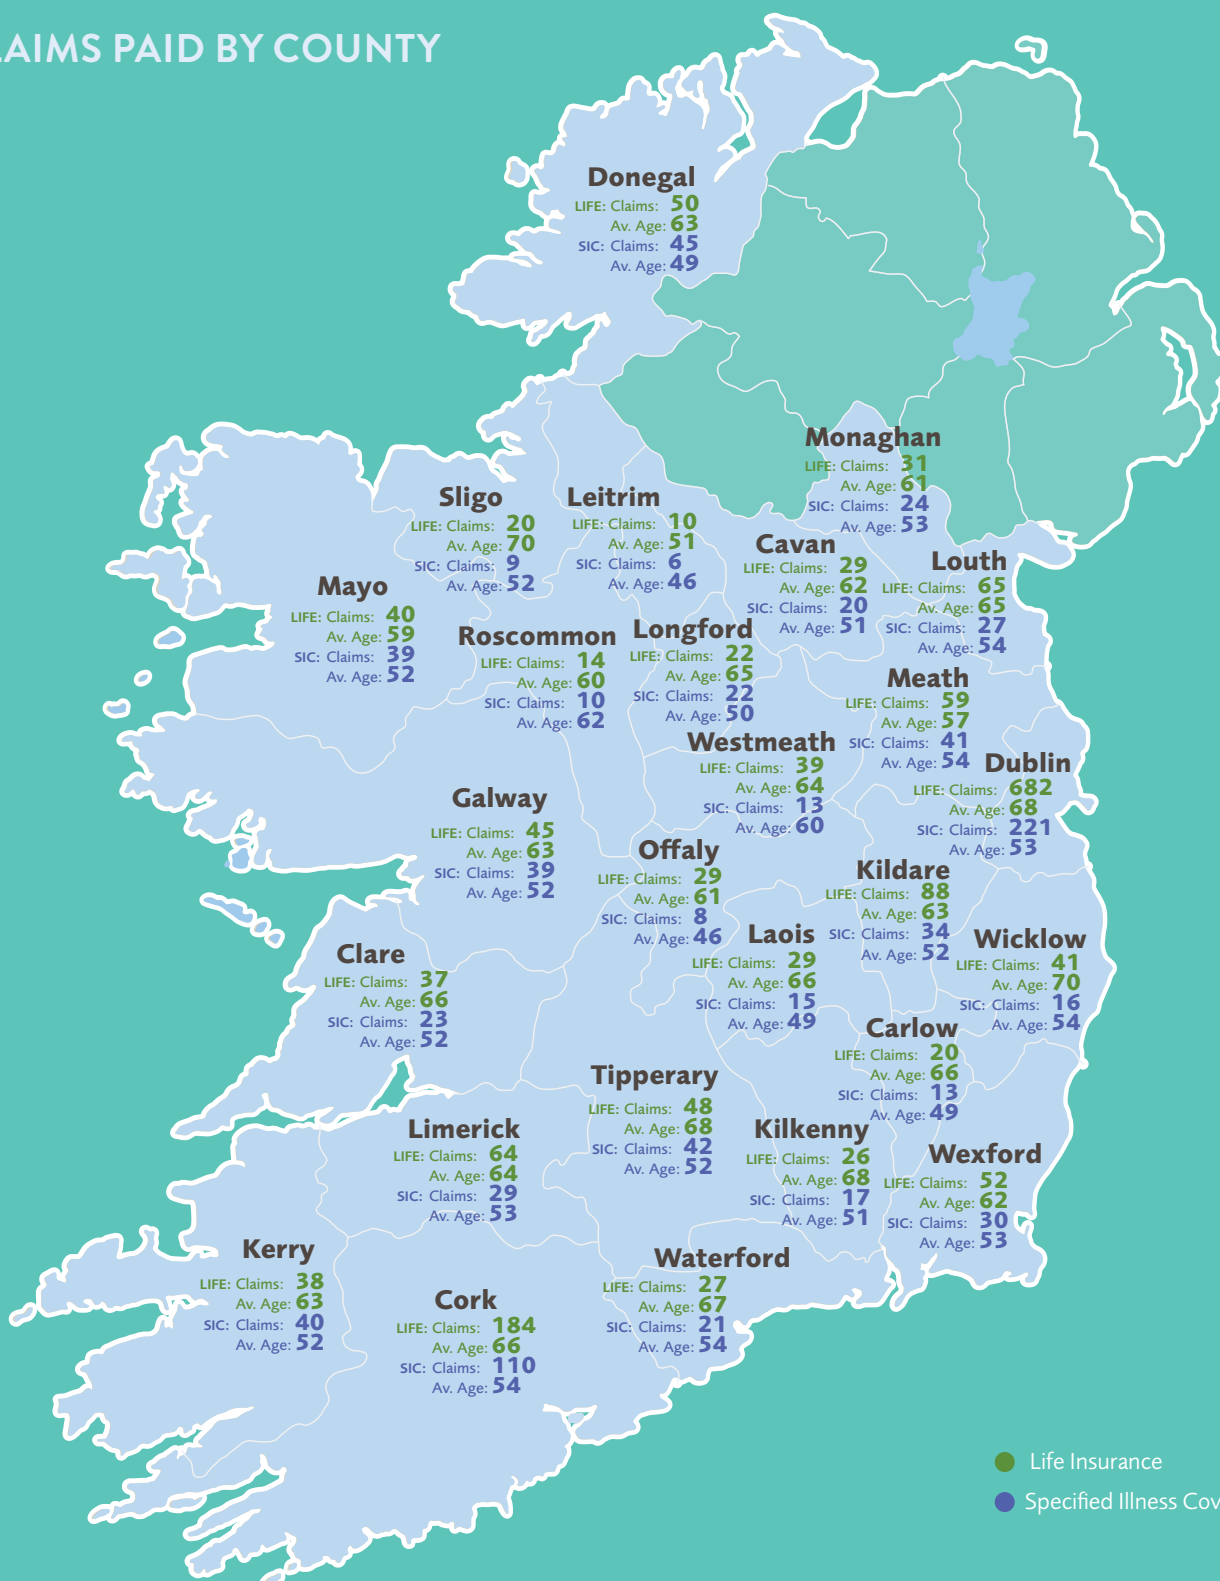 LAIMS PAID BY COUNTY
Donegal
LIFE: Claims: 50
Av. Age: 63
SIC: Claims: 45
Av. Age: 49
Monaghan
LIFE: Claims: 31
Av. Age: 61
SIC: Claims: 24
Av. Age: 53
Sligo
LIFE: Claims: 20
Av. Age: 70
SIC: Claims: 9
Av. Age: 52
Leitrim
LIFE: Claims: 10
Av. Age: 51
SIC: Claims: 6
Av. Age: 46
Cavan
LIFE: Claims: 29
Av. Age: 62
SIC: Claims: 20
Av. Age: 51
Louth
LIFE: Claims: 65
Av. Age: 65
SIC: Claims: 27
Av. Age: 54
Mayo
LIFE: Claims: 40
Av. Age: 59
SIC: Claims: 39
Av. Age: 52
Roscommon
LIFE: Claims: 14
Av. Age: 60
SIC: Claims: 10
Av. Age: 62
Longford
LIFE: Claims: 22
Av. Age: 65
SIC: Claims: 22
Av. Age: 50
Meath
LIFE: Claims: 59
Av. Age: 57
SIC: Claims: 41
Av. Age: 54
Westmeath
LIFE: Claims: 39
Av. Age: 64
SIC: Claims: 13
Av. Age: 60
Dublin
LIFE: Claims: 682
Av. Age: 68
SIC: Claims: 221
Av. Age: 53
Galway
LIFE: Claims: 45
Av. Age: 63
SIC: Claims: 39
Av. Age: 52
Offaly
LIFE: Claims: 29
Av. Age: 61
SIC: Claims: 8
Av. Age: 46
Kildare
LIFE: Claims: 88
Av. Age: 63
SIC: Claims: 34
Av. Age: 52
Laois
LIFE: Claims: 29
Av. Age: 66
SIC: Claims: 15
Av. Age: 49
Wicklow
LIFE: Claims: 41
Av. Age: 70
SIC: Claims: 16
Av. Age: 54
Clare
LIFE: Claims: 37
Av. Age: 66
SIC: Claims: 23
Av. Age: 52
Carlow
LIFE: Claims: 20
Av. Age: 66
SIC: Claims: 13
Av. Age: 49
Tipperary
LIFE: Claims: 48
Av. Age: 68
SIC: Claims: 42
Av. Age: 52
Limerick
LIFE: Claims: 64
Av. Age: 64
SIC: Claims: 29
Av. Age: 53
Kilkenny
LIFE: Claims: 26
Av. Age: 68
SIC: Claims: 17
Av. Age: 51
Wexford
LIFE: Claims: 52
Av. Age: 62
SIC: Claims: 30
Av. Age: 53
Kerry
LIFE: Claims: 38
Av. Age: 63
SIC: Claims: 40
Av. Age: 52
Waterford
LIFE: Claims: 27
Av. Age: 67
SIC: Claims: 21
Av. Age: 54
Cork
LIFE: Claims: 184
Av. Age: 66
SIC: Claims: 110
Av. Age: 54
Life Insurance
Specified Illness Cov